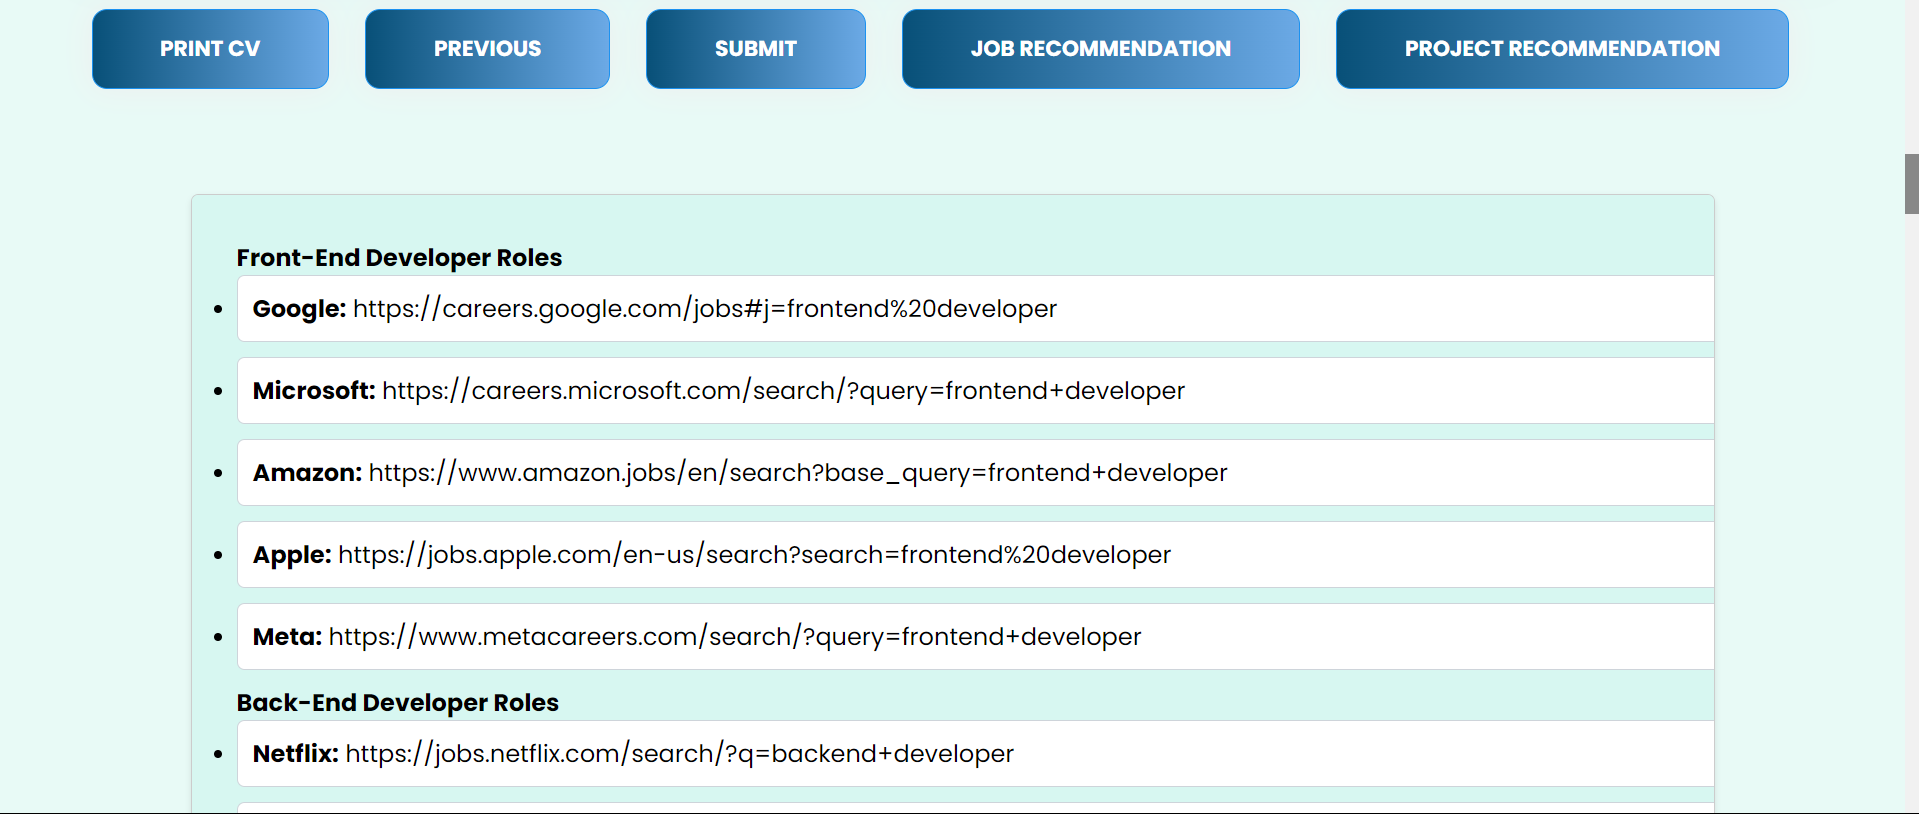 PRINT CV PREVIOUS SUBMIT JOB RECOMMENDATION PROJECT RECOMMENDATION
Front-End Developer Roles
Google: https://careers.google.com/jobs#j=frontend%20developer
Microsoft: https://careers.microsoft.com/search/?query=frontend+developer
Amazon: https://www.amazon.jobs/en/search?base_query=frontend+developer
Apple: https://jobs.apple.com/en-us/search?search=frontend%20developer
Meta: https://www.metacareers.com/search/?query=frontend+developer
Back-End Developer Roles
Netflix: https://jobs.netflix.com/search/?q=backend+developer